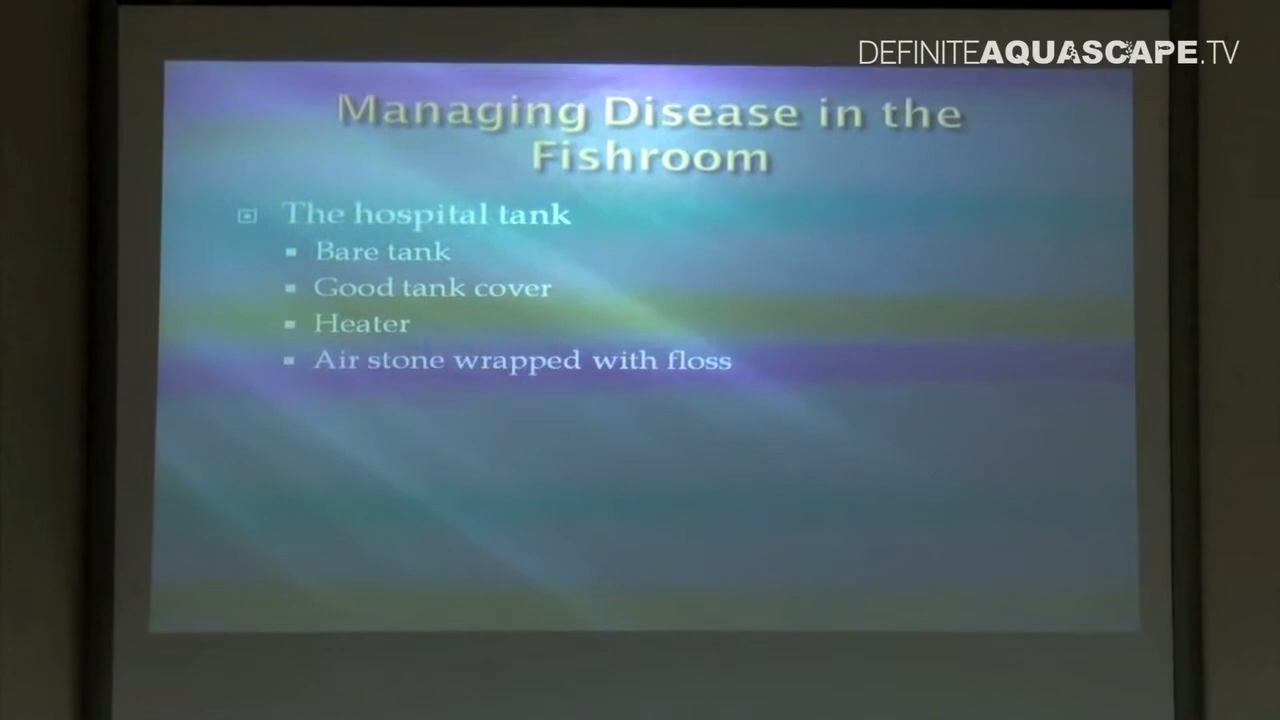 DEFINITEAQUASCAPE.TV
Managing Disease in the
Fishroom
The hospital tank
Bare tank
Good tank cover
Heater
Air stone wrapped with floss